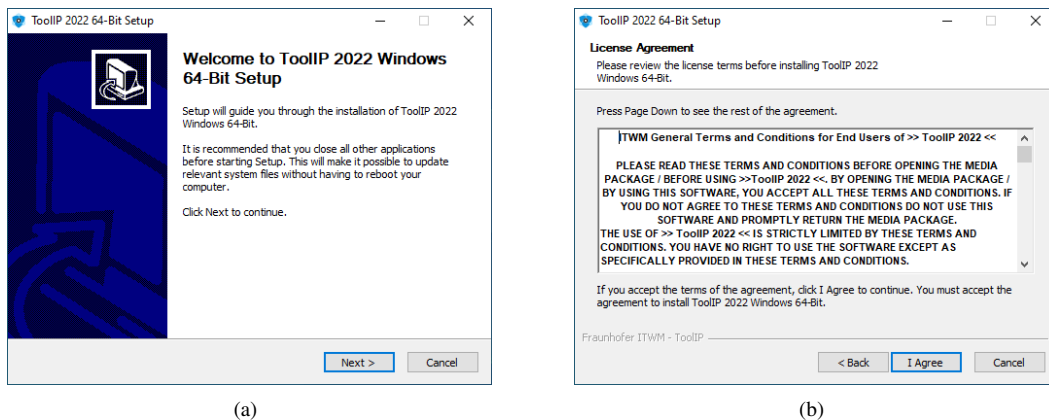 ToolIP 2022 64-Bit Setup
Welcome to ToolIP 2022 Windows
64-Bit Setup
Setup will guide you through the installation of ToolIP 2022
Windows 64-Bit.
It is recommended that you close all other applications
before starting Setup. This will make it possible to update
relevant system files without having to reboot your
computer.
Click Next to continue.
Next >
Cancel
(a)
ToolIP 2022 64-Bit Setup
License Agreement
Please review the license terms before installing ToolIP 2022
Windows 64-Bit.
Press Page Down to see the rest of the agreement.
ITWM General Terms and Conditions for End Users of >> ToolIP 2022 <<
PLEASE READ THESE TERMS AND CONDITIONS BEFORE OPENING THE MEDIA
PACKAGE / BEFORE USING >>ToolIP 2022 <<. BY OPENING THE MEDIA PACKAGE /
BY USING THIS SOFTWARE, YOU ACCEPT ALL THESE TERMS AND CONDITIONS. IF
YOU DO NOT AGREE TO THESE TERMS AND CONDITIONS DO NOT USE THIS
SOFTWARE AND PROMPTLY RETURN THE MEDIA PACKAGE.
THE USE OF >> ToolIP 2022 << IS STRICTLY LIMITED BY THESE TERMS AND
CONDITIONS. YOU HAVE NO RIGHT TO USE THE SOFTWARE EXCEPT AS
SPECIFICALLY PROVIDED IN THESE TERMS AND CONDITIONS.
If you accept the terms of the agreement, click I Agree to continue. You must accept the
agreement to install ToolIP 2022 Windows 64-Bit.
Fraunhofer ITWM - ToolIP
< Back
I Agree
Cancel
(b)